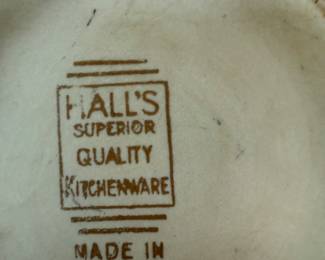 HALL'S
SUPERIOR
QUALITY
KITCHENWARE
MADE IN